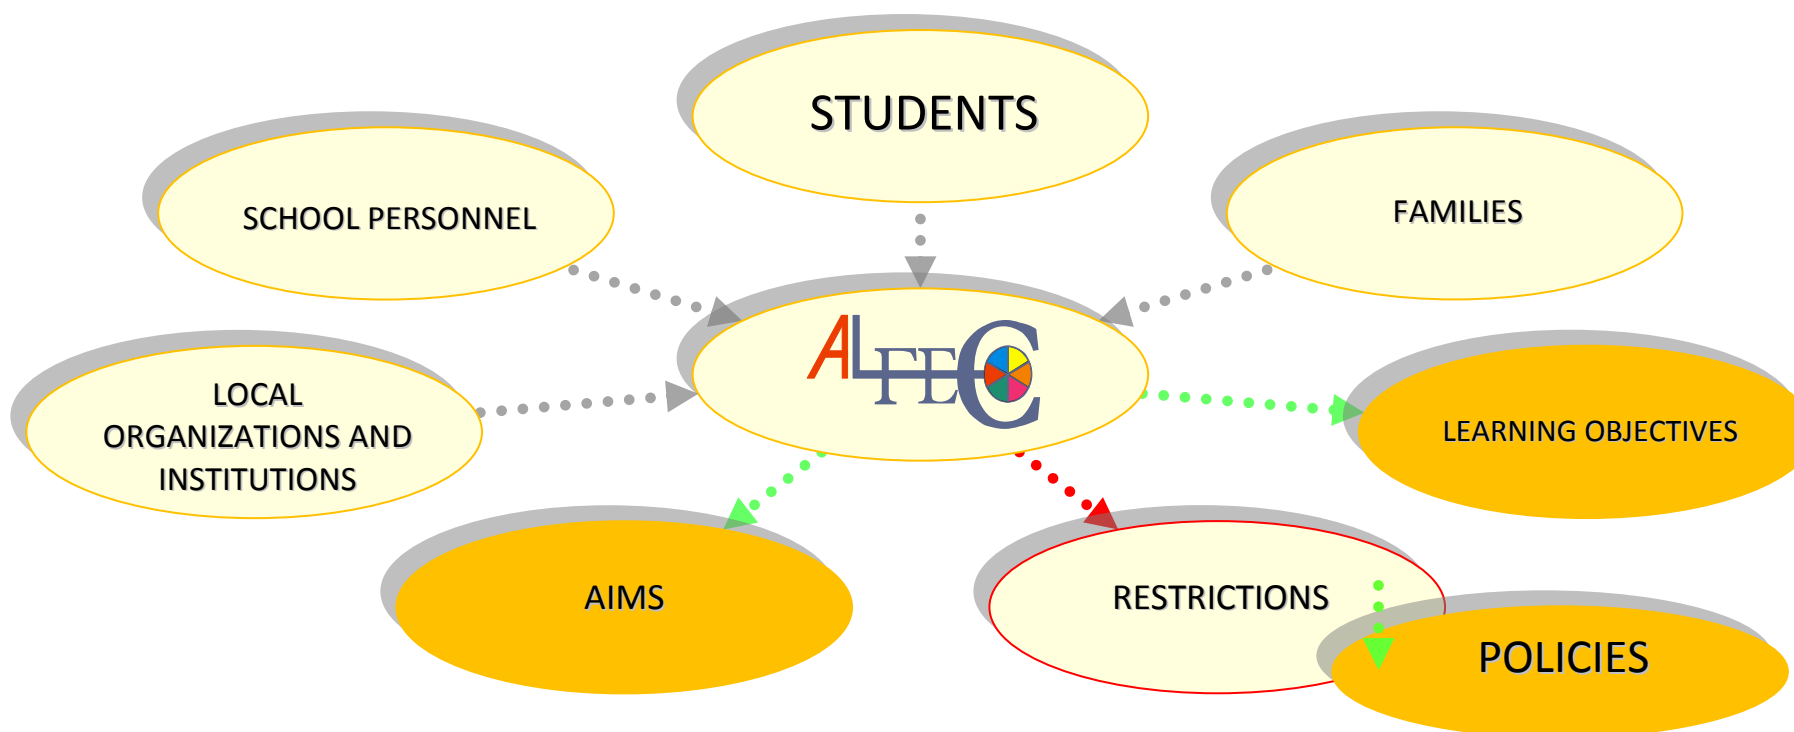 STUDENTS
SCHOOL PERSONNEL
FAMILIES
ALFEC
LOCAL
ORGANIZATIONS AND
INSTITUTIONS
LEARNING OBJECTIVES
AIMS
RESTRICTIONS
POLICIES